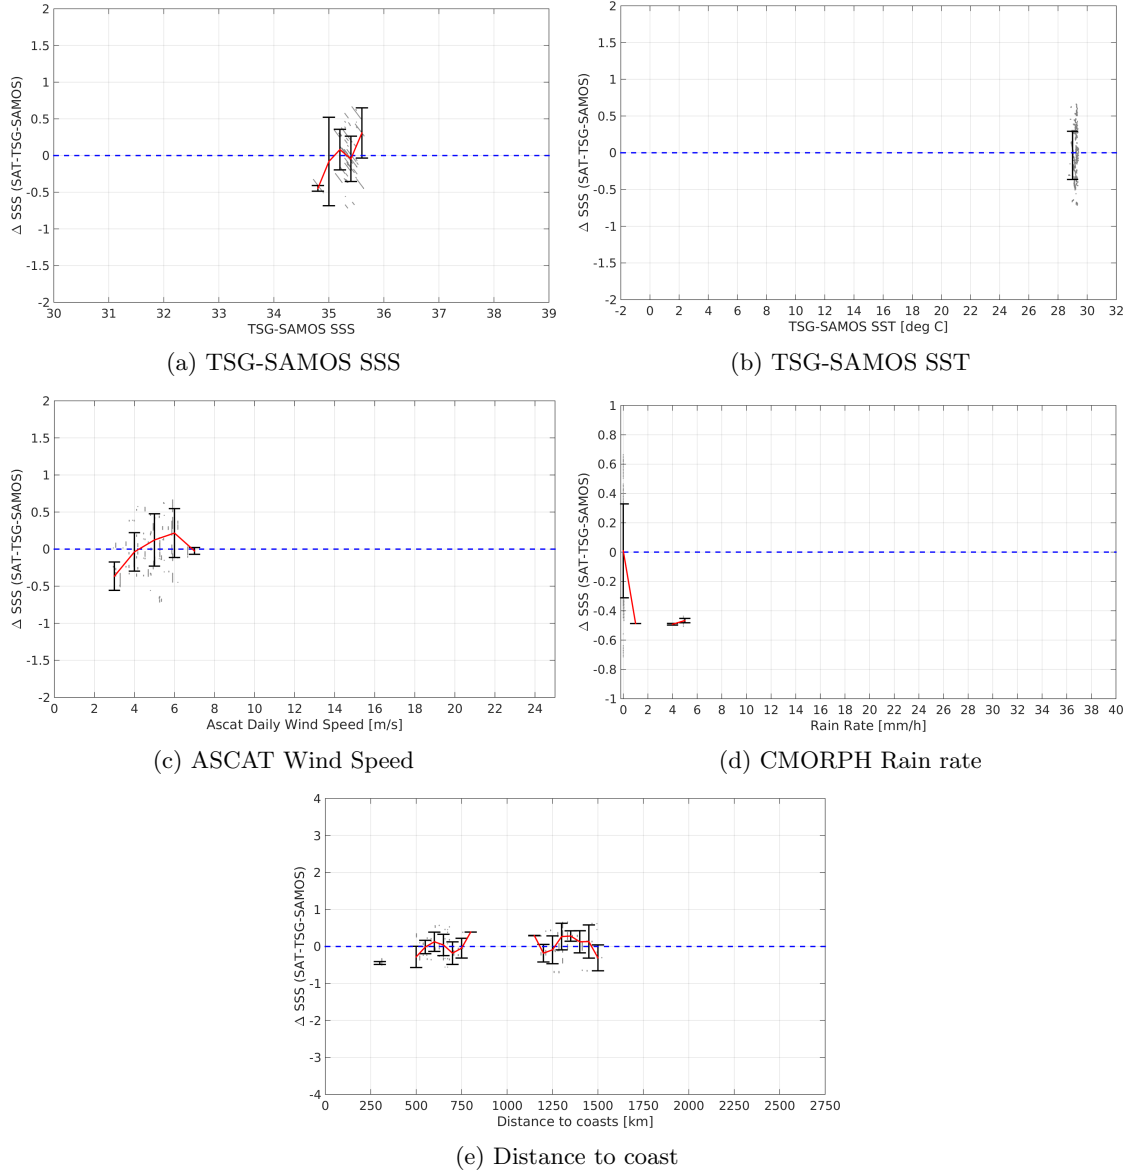 2
1.5
1
0.5
0
-0.5
-1
-1.5
-2
Δ SSS (SAT-TSG-SAMOS)
30 31 32 33 34 35 36 37 38 39
TSG-SAMOS SSS
(a) TSG-SAMOS SSS
2
1.5
1
0.5
0
-0.5
-1
-1.5
-2
Δ SSS (SAT-TSG-SAMOS)
-2 0 2 4 6 8 10 12 14 16 18 20 22 24 26 28 30 32
TSG-SAMOS SST [deg C]
(b) TSG-SAMOS SST
2
1.5
1
0.5
0
-0.5
-1
-1.5
-2
Δ SSS (SAT-TSG-SAMOS)
0 2 4 6 8 10 12 14 16 18 20 22 24
Ascat Daily Wind Speed [m/s]
(c) ASCAT Wind Speed
1
0.8
0.6
0.4
0.2
0
-0.2
-0.4
-0.6
-0.8
-1
Δ SSS (SAT-TSG-SAMOS)
0 2 4 6 8 10 12 14 16 18 20 22 24 26 28 30 32 34 36 38 40
Rain Rate [mm/h]
(d) CMORPH Rain rate
4
3
2
1
0
-1
-2
-3
-4
Δ SSS (SAT-TSG-SAMOS)
0 250 500 750 1000 1250 1500 1750 2000 2250 2500 2750
Distance to coasts [km]
(e) Distance to coast